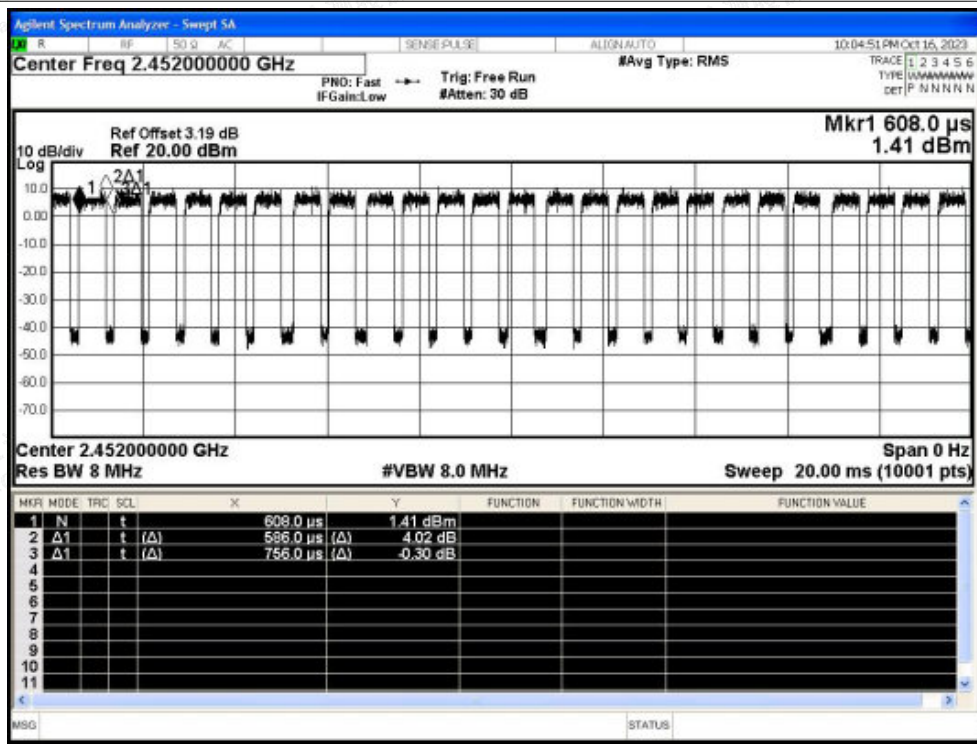 Agilent Spectrum Analyzer - Swept SA
R RF 50 Ω AC SENSE:PULSE ALIGN AUTO 10:04:51 PM Oct 16, 2023
Center Freq 2.452000000 GHz #Avg Type: RMS TRACE 1 2 3 4 5 6
PNO: Fast Trig: Free Run TYPE
IFGain:Low #Atten: 30 dB DET P N N N N N
Mkr1 608.0 µs
Ref Offset 3.19 dB
10 dB/div Ref 20.00 dBm 1.41 dBm
Log
10.0
0.00
-10.0
-20.0
-30.0
-40.0
-50.0
-60.0
-70.0
1 2Δ1 3Δ1
Center 2.452000000 GHz Span 0 Hz
Res BW 8 MHz #VBW 8.0 MHz Sweep 20.00 ms (10001 pts)
MKR MODE TRC SCL X Y FUNCTION FUNCTION WIDTH FUNCTION VALUE
1 N t 608.0 µs 1.41 dBm
2 Δ1 t (Δ) 586.0 µs (Δ) 4.02 dB
3 Δ1 t (Δ) 756.0 µs (Δ) -0.30 dB
4
5
6
7
8
9
10
11
MSG STATUS